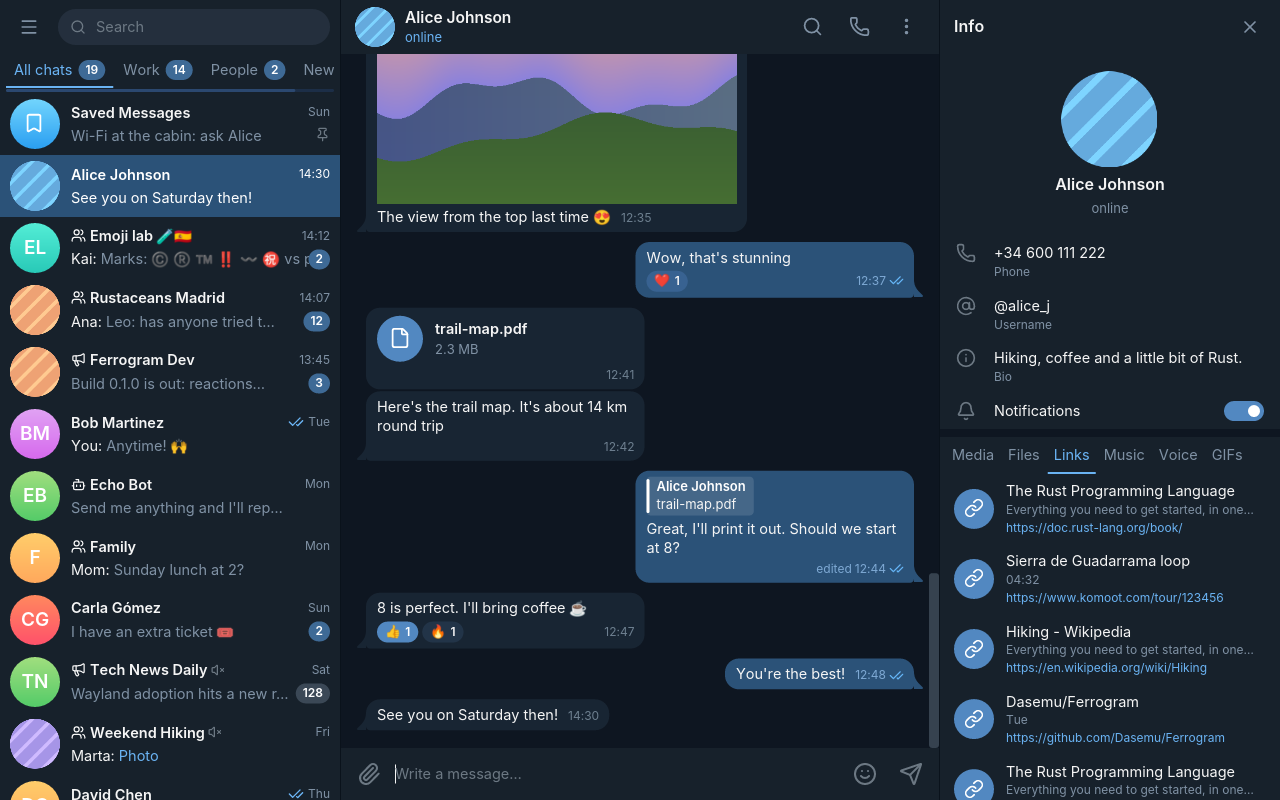 Search
All chats 19 Work 14 People 2 New
Saved Messages Sun
Wi-Fi at the cabin: ask Alice
Alice Johnson 14:30
See you on Saturday then!
EL
Emoji lab 🧪🇪🇸 14:12
Kai: Marks: ©️ ®️ ™️ ‼️ 〰️ ㊗️ vs p 2
Rustaceans Madrid 14:07
Ana: Leo: has anyone tried t... 12
Ferrogram Dev 13:45
Build 0.1.0 is out: reactions... 3
BM
Bob Martinez Tue
You: Anytime! 🙌
EB
Echo Bot Mon
Send me anything and I'll rep...
F
Family Mon
Mom: Sunday lunch at 2?
CG
Carla Gómez Sun
I have an extra ticket 🎟️ 2
TN
Tech News Daily Sat
Wayland adoption hits a new r... 128
Weekend Hiking Fri
Marta: Photo
David Chen Thu
Alice Johnson
online
The view from the top last time 😍 12:35
Wow, that's stunning
❤️ 1 12:37
trail-map.pdf
2.3 MB
12:41
Here's the trail map. It's about 14 km
round trip
12:42
Alice Johnson
trail-map.pdf
Great, I'll print it out. Should we start
at 8?
edited 12:44
8 is perfect. I'll bring coffee ☕
👍 1 🔥 1 12:47
You're the best! 12:48
See you on Saturday then! 14:30
Write a message...
Info
Alice Johnson
online
+34 600 111 222
Phone
@alice_j
Username
Hiking, coffee and a little bit of Rust.
Bio
Notifications
Media Files Links Music Voice GIFs
The Rust Programming Language
Everything you need to get started, in one...
https://doc.rust-lang.org/book/
Sierra de Guadarrama loop
04:32
https://www.komoot.com/tour/123456
Hiking - Wikipedia
Everything you need to get started, in one...
https://en.wikipedia.org/wiki/Hiking
Dasemu/Ferrogram
Tue
https://github.com/Dasemu/Ferrogram
The Rust Programming Language
Everything you need to get started, in one...